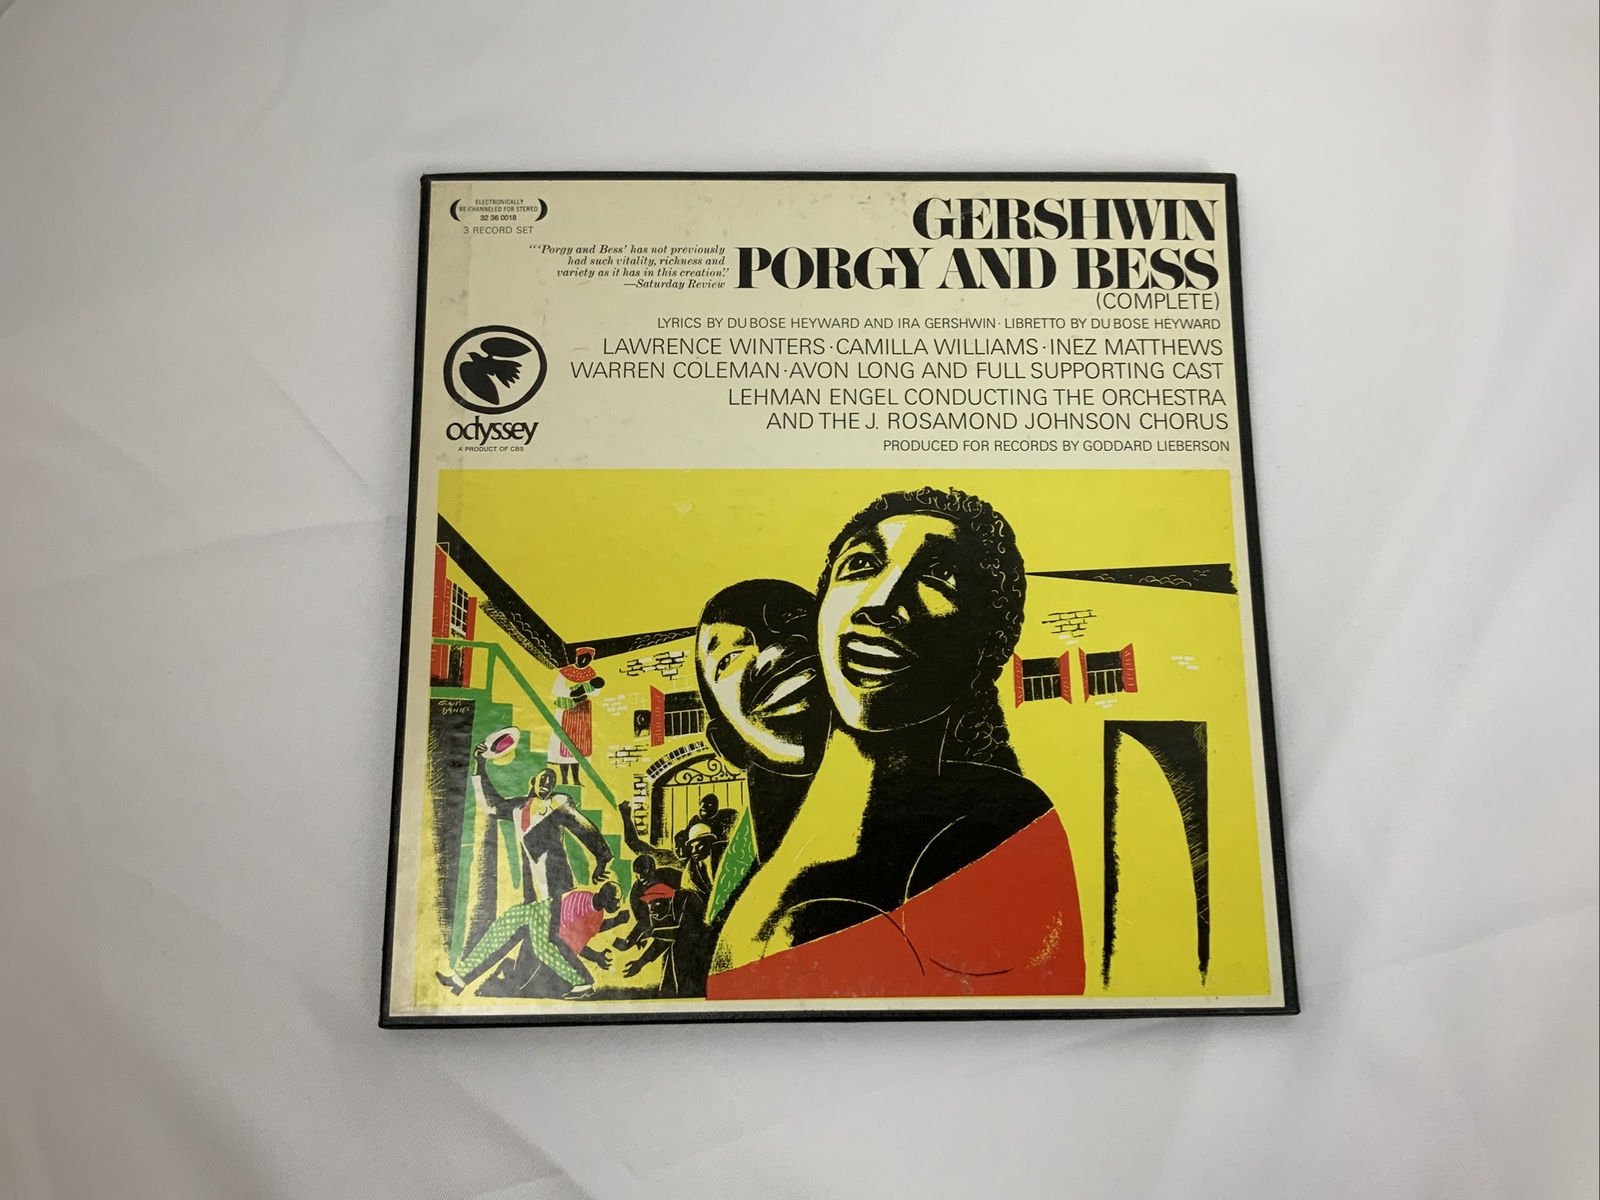 ELECTRONICALLY
RE-CHANNELED FOR STEREO
32 36 0018
3 RECORD SET
GERSHWIN
PORGY AND BESS
(COMPLETE)
"‘Porgy and Bess’ has not previously
had such vitality, richness and
variety as it has in this creation."
—Saturday Review
LYRICS BY DU BOSE HEYWARD AND IRA GERSHWIN · LIBRETTO BY DU BOSE HEYWARD
LAWRENCE WINTERS · CAMILLA WILLIAMS · INEZ MATTHEWS
WARREN COLEMAN · AVON LONG AND FULL SUPPORTING CAST
LEHMAN ENGEL CONDUCTING THE ORCHESTRA
AND THE J. ROSAMOND JOHNSON CHORUS
PRODUCED FOR RECORDS BY GODDARD LIEBERSON
odyssey
A PRODUCT OF CBS
DANIEL